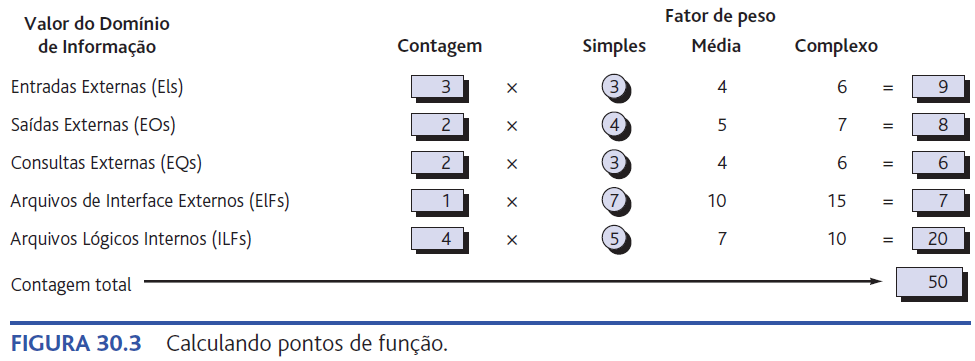 Fator de peso
Valor do Domínio
de Informação Contagem Simples Média Complexo
Entradas Externas (EIs) 3 × 3 4 6 = 9
Saídas Externas (EOs) 2 × 4 5 7 = 8
Consultas Externas (EQs) 2 × 3 4 6 = 6
Arquivos de Interface Externos (EIFs) 1 × 7 10 15 = 7
Arquivos Lógicos Internos (ILFs) 4 × 5 7 10 = 20
Contagem total 50
FIGURA 30.3 Calculando pontos de função.